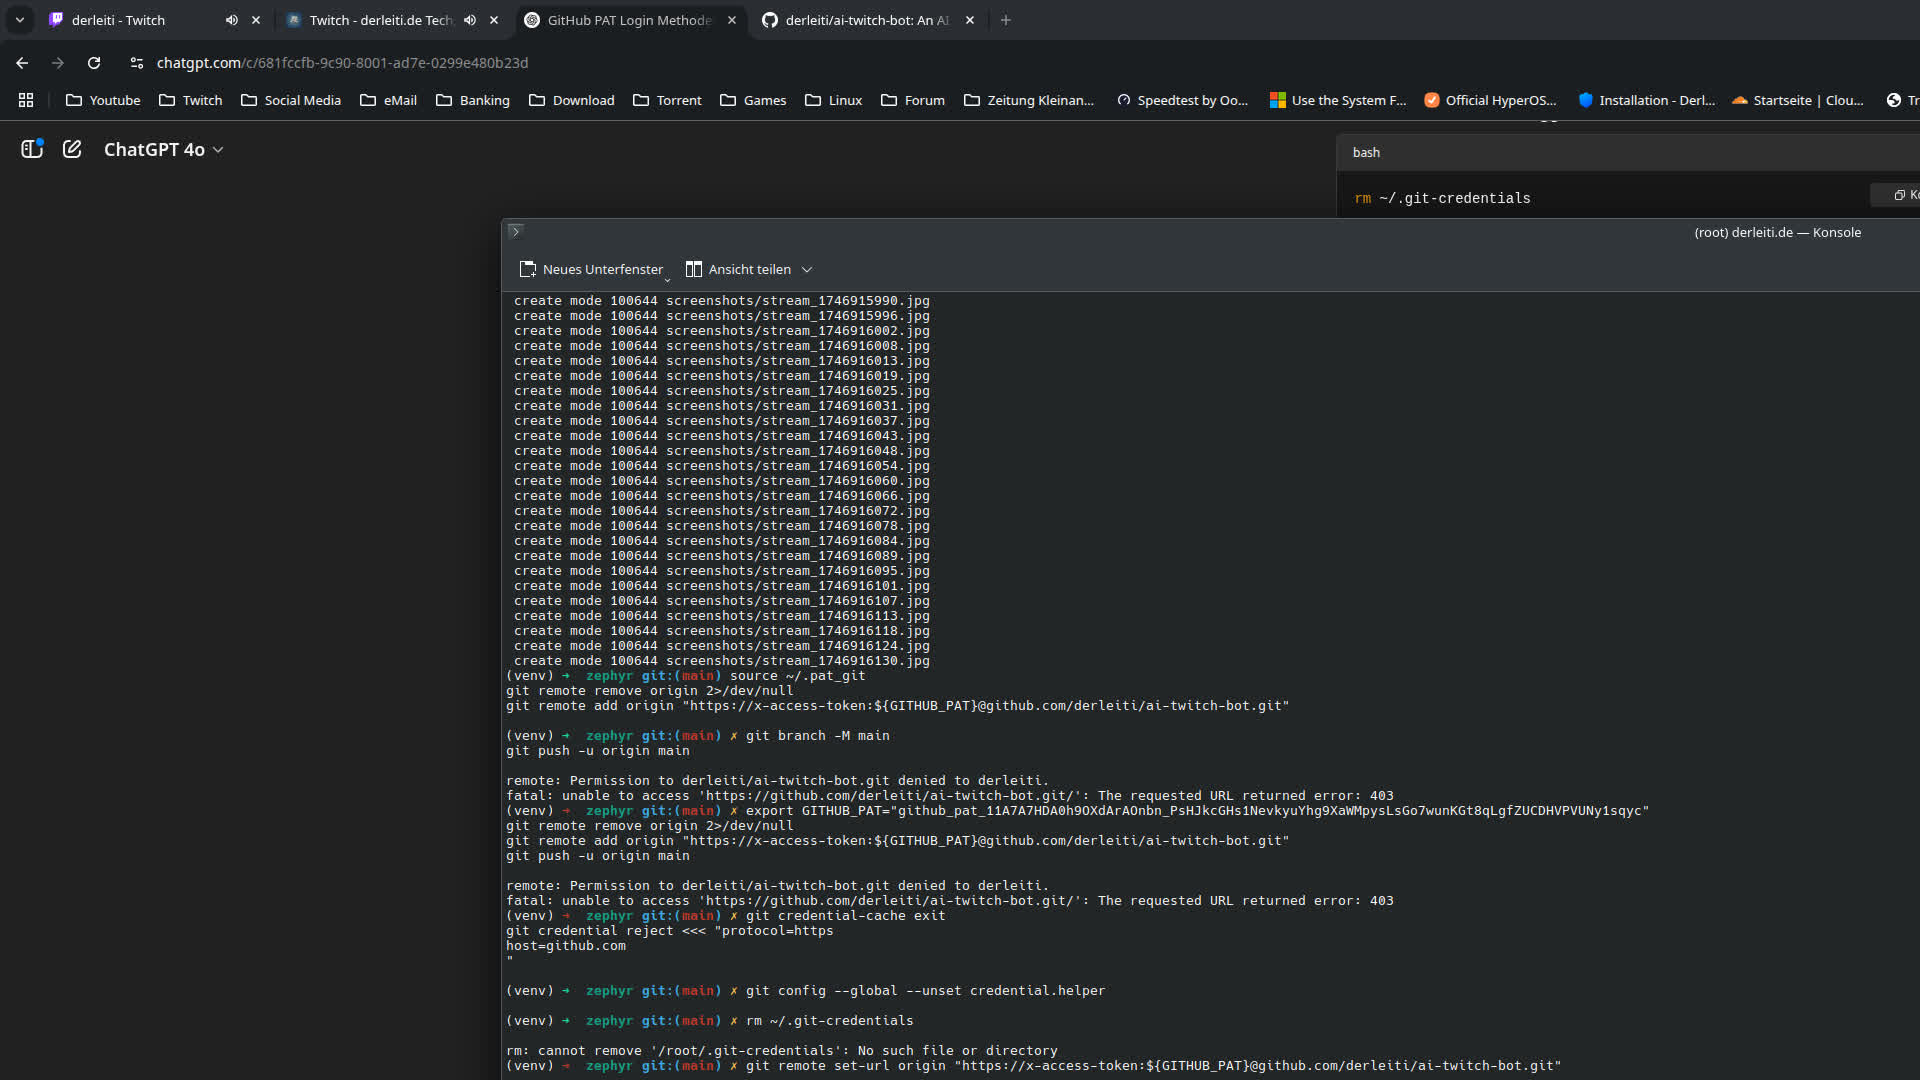 derleiti - Twitch
Twitch - derleiti.de Tech
GitHub PAT Login Methode
derleiti/ai-twitch-bot: An AI
chatgpt.com/c/681fccfb-9c90-8001-ad7e-0299e480b23d
Youtube Twitch Social Media eMail Banking Download Torrent Games Linux Forum Zeitung Kleinan... Speedtest by Oo... Use the System F... Official HyperOS... Installation - Derl... Startseite | Clou... Tr
ChatGPT 4o
bash
rm ~/.git-credentials
Ko
(root) derleiti.de — Konsole
Neues Unterfenster Ansicht teilen
create mode 100644 screenshots/stream_1746915990.jpg
create mode 100644 screenshots/stream_1746915996.jpg
create mode 100644 screenshots/stream_1746916002.jpg
create mode 100644 screenshots/stream_1746916008.jpg
create mode 100644 screenshots/stream_1746916013.jpg
create mode 100644 screenshots/stream_1746916019.jpg
create mode 100644 screenshots/stream_1746916025.jpg
create mode 100644 screenshots/stream_1746916031.jpg
create mode 100644 screenshots/stream_1746916037.jpg
create mode 100644 screenshots/stream_1746916043.jpg
create mode 100644 screenshots/stream_1746916048.jpg
create mode 100644 screenshots/stream_1746916054.jpg
create mode 100644 screenshots/stream_1746916060.jpg
create mode 100644 screenshots/stream_1746916066.jpg
create mode 100644 screenshots/stream_1746916072.jpg
create mode 100644 screenshots/stream_1746916078.jpg
create mode 100644 screenshots/stream_1746916084.jpg
create mode 100644 screenshots/stream_1746916089.jpg
create mode 100644 screenshots/stream_1746916095.jpg
create mode 100644 screenshots/stream_1746916101.jpg
create mode 100644 screenshots/stream_1746916107.jpg
create mode 100644 screenshots/stream_1746916113.jpg
create mode 100644 screenshots/stream_1746916118.jpg
create mode 100644 screenshots/stream_1746916124.jpg
create mode 100644 screenshots/stream_1746916130.jpg
(venv) ➜ zephyr git:(main) source ~/.pat_git
git remote remove origin 2>/dev/null
git remote add origin "https://x-access-token:${GITHUB_PAT}@github.com/derleiti/ai-twitch-bot.git"
(venv) ➜ zephyr git:(main) ✗ git branch -M main
git push -u origin main
remote: Permission to derleiti/ai-twitch-bot.git denied to derleiti.
fatal: unable to access 'https://github.com/derleiti/ai-twitch-bot.git/': The requested URL returned error: 403
(venv) ➜ zephyr git:(main) ✗ export GITHUB_PAT="[access token redacted]"
git remote remove origin 2>/dev/null
git remote add origin "https://x-access-token:${GITHUB_PAT}@github.com/derleiti/ai-twitch-bot.git"
git push -u origin main
remote: Permission to derleiti/ai-twitch-bot.git denied to derleiti.
fatal: unable to access 'https://github.com/derleiti/ai-twitch-bot.git/': The requested URL returned error: 403
(venv) ➜ zephyr git:(main) ✗ git credential-cache exit
git credential reject <<< "protocol=https
host=github.com
"
(venv) ➜ zephyr git:(main) ✗ git config --global --unset credential.helper
(venv) ➜ zephyr git:(main) ✗ rm ~/.git-credentials
rm: cannot remove '/root/.git-credentials': No such file or directory
(venv) ➜ zephyr git:(main) ✗ git remote set-url origin "https://x-access-token:${GITHUB_PAT}@github.com/derleiti/ai-twitch-bot.git"